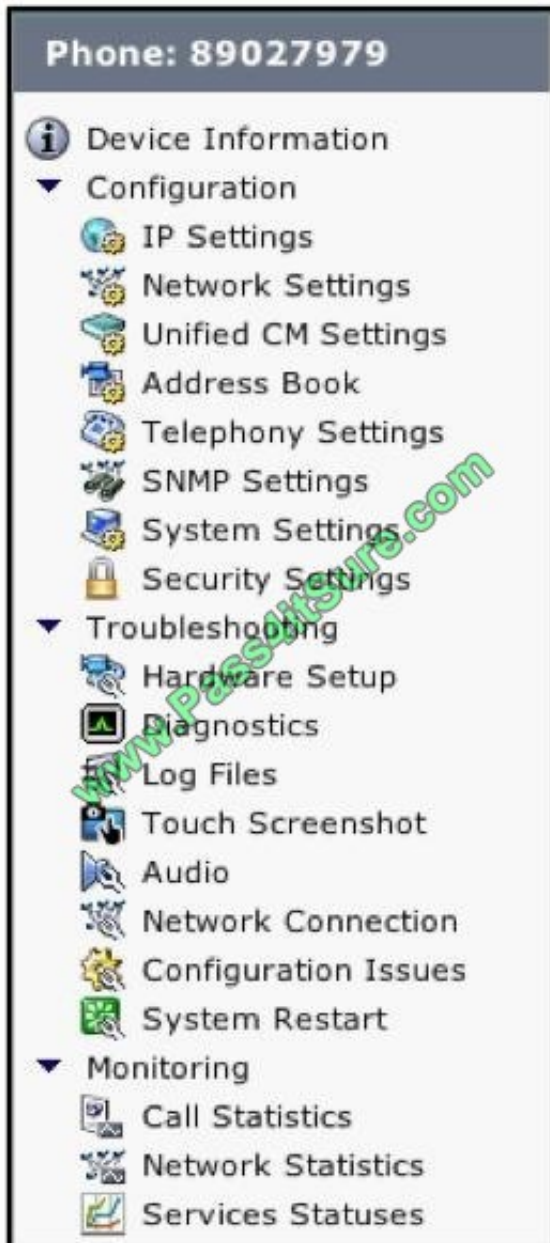 Phone: 89027979
Device Information
Configuration
IP Settings
Network Settings
Unified CM Settings
Address Book
Telephony Settings
SNMP Settings
System Settings
Security Settings
Troubleshooting
Hardware Setup
Diagnostics
Log Files
Touch Screenshot
Audio
Network Connection
Configuration Issues
System Restart
Monitoring
Call Statistics
Network Statistics
Services Statuses
www.Pass4itSure.com